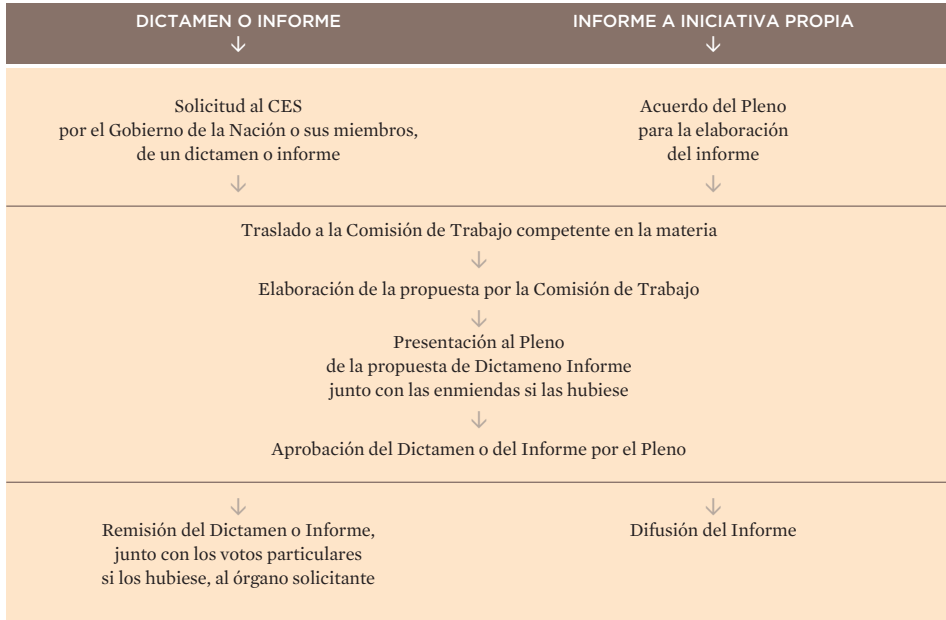 DICTAMEN O INFORME
INFORME A INICIATIVA PROPIA
Solicitud al CES
por el Gobierno de la Nación o sus miembros,
de un dictamen o informe
Acuerdo del Pleno
para la elaboración
del informe
Traslado a la Comisión de Trabajo competente en la materia
Elaboración de la propuesta por la Comisión de Trabajo
Presentación al Pleno
de la propuesta de Dictameno Informe
junto con las enmiendas si las hubiese
Aprobación del Dictamen o del Informe por el Pleno
Remisión del Dictamen o Informe,
junto con los votos particulares
si los hubiese, al órgano solicitante
Difusión del Informe